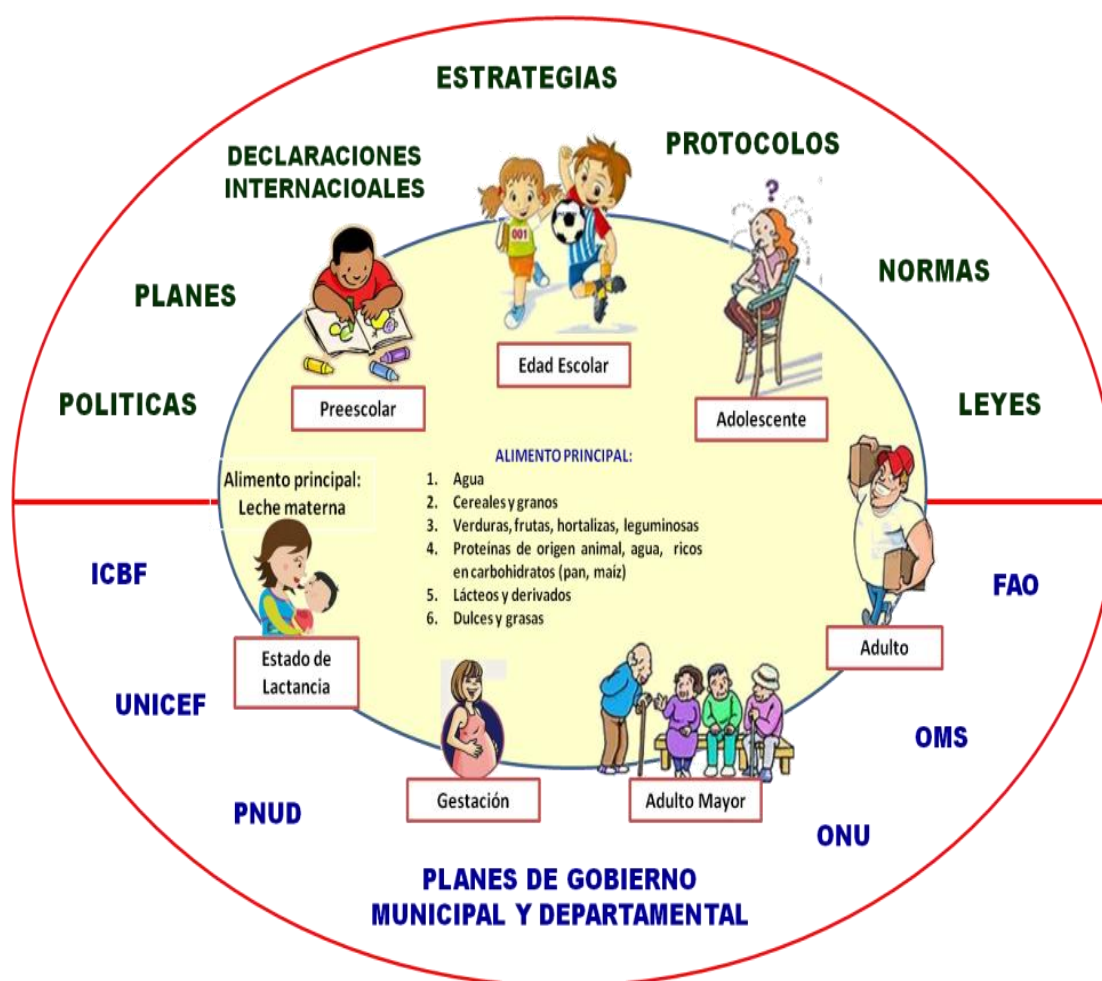 ESTRATEGIAS
PROTOCOLOS
DECLARACIONES
INTERNACIOALES
?
001
NORMAS
PLANES
Edad Escolar
Preescolar
Adolescente
POLITICAS
LEYES
ALIMENTO PRINCIPAL:
Alimento principal:
Leche materna
1. Agua
2. Cereales y granos
3. Verduras, frutas, hortalizas, leguminosas
4. Proteínas de origen animal, agua, ricos
en carbohidratos (pan, maíz)
5. Lácteos y derivados
6. Dulces y grasas
ICBF
FAO
Estado de
Lactancia
Adulto
UNICEF
OMS
Gestación
Adulto Mayor
PNUD
ONU
PLANES DE GOBIERNO
MUNICIPAL Y DEPARTAMENTAL